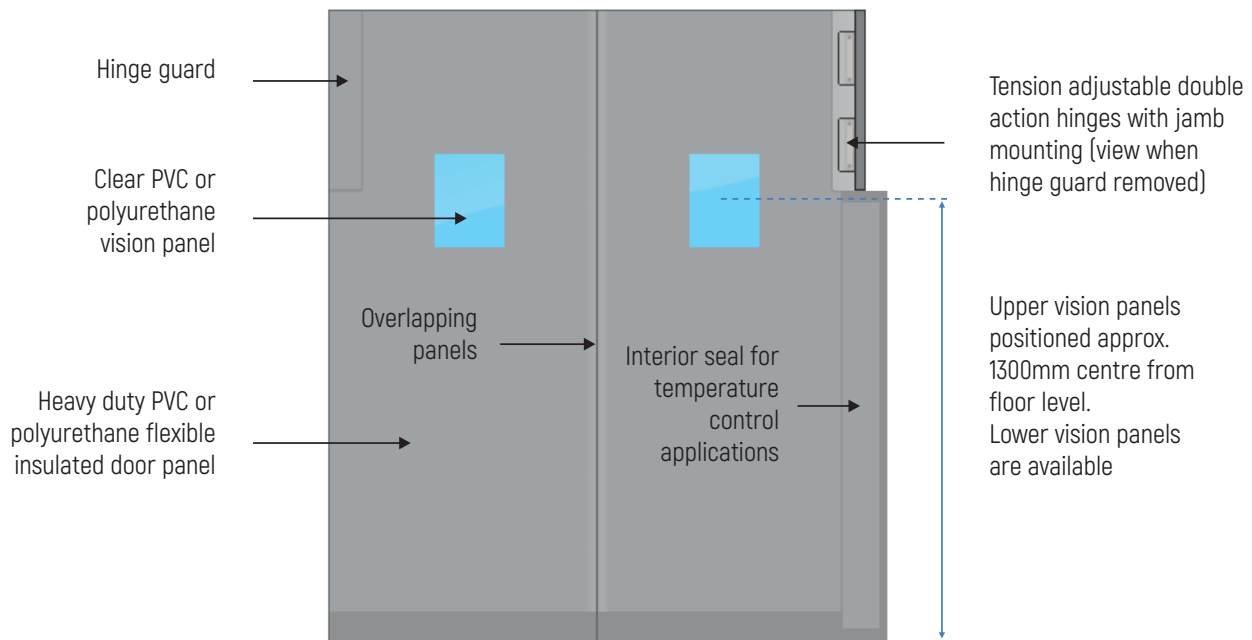 Hinge guard
Clear PVC or
polyurethane
vision panel
Heavy duty PVC or
polyurethane flexible
insulated door panel
Overlapping
panels
Interior seal for
temperature
control
applications
Tension adjustable double
action hinges with jamb
mounting (view when
hinge guard removed)
Upper vision panels
positioned approx.
1300mm centre from
floor level.
Lower vision panels
are available